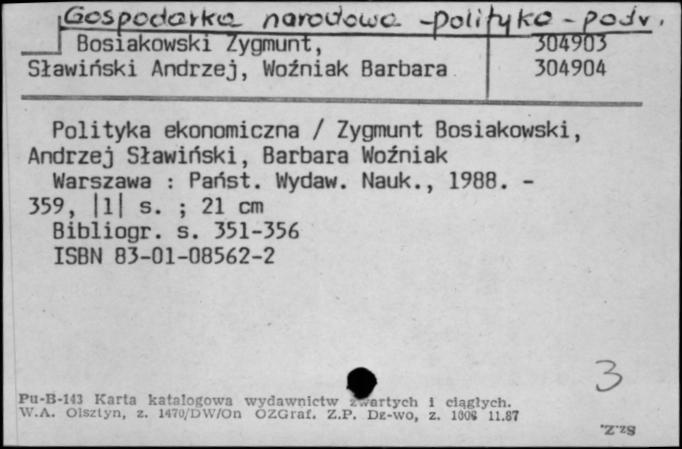 Gospodarka narodowa - polityka - podr.
Bosiakowski Zygmunt, 304903
Sławiński Andrzej, Woźniak Barbara 304904
Polityka ekonomiczna / Zygmunt Bosiakowski,
Andrzej Sławiński, Barbara Woźniak
Warszawa : Państ. Wydaw. Nauk., 1988. -
359, |1| s. ; 21 cm
Bibliogr. s. 351-356
ISBN 83-01-08562-2
3
Pu-B-143 Karta katalogowa wydawnictw zwartych i ciągłych.
W.A. Olsztyn, z. 1470/DW/On OZGraf. Z.P. Dz-wo, z. 1008 11.87